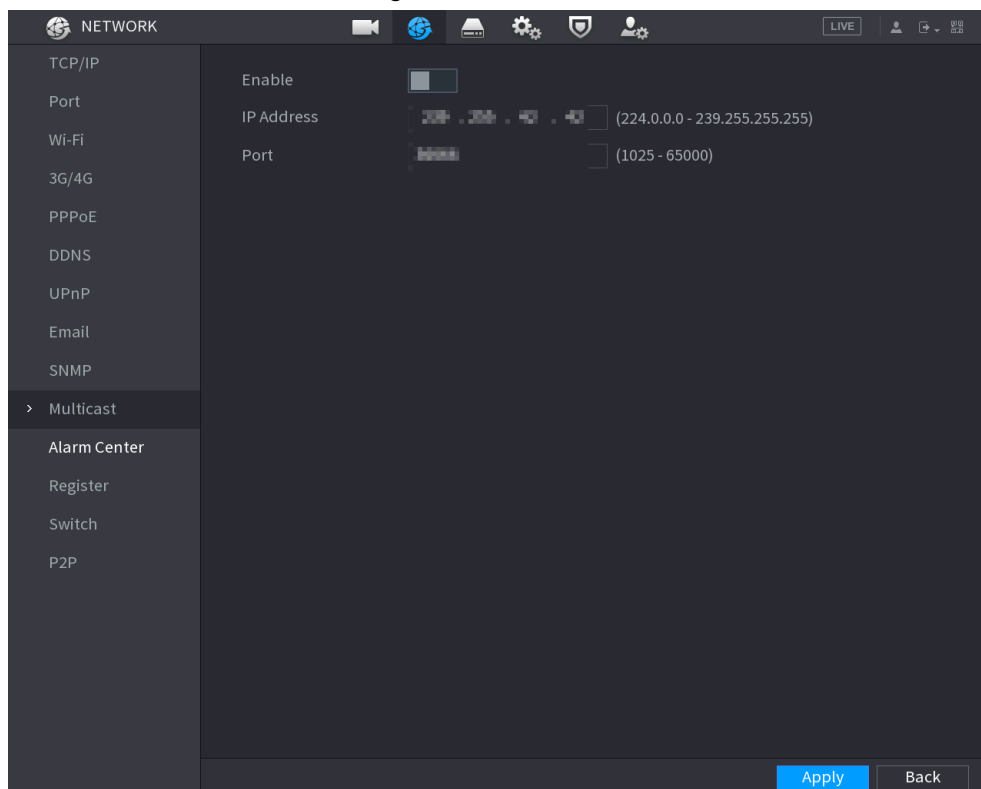 NETWORK
LIVE
TCP/IP
Port
Wi-Fi
3G/4G
PPPoE
DDNS
UPnP
Email
SNMP
Multicast
Alarm Center
Register
Switch
P2P
Enable
IP Address (224.0.0.0 - 239.255.255.255)
Port (1025 - 65000)
Apply Back